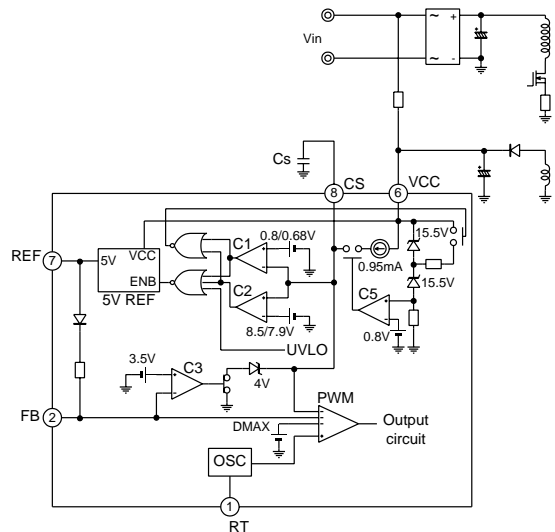 Vin
~
+
~
-
Cs
8
CS
6
VCC
REF
7
5V
VCC
ENB
5V REF
C1
0.8/0.68V
C2
8.5/7.9V
UVLO
0.95mA
15.5V
15.5V
C5
0.8V
3.5V
C3
4V
FB
2
PWM
DMAX
Output
circuit
OSC
1
RT